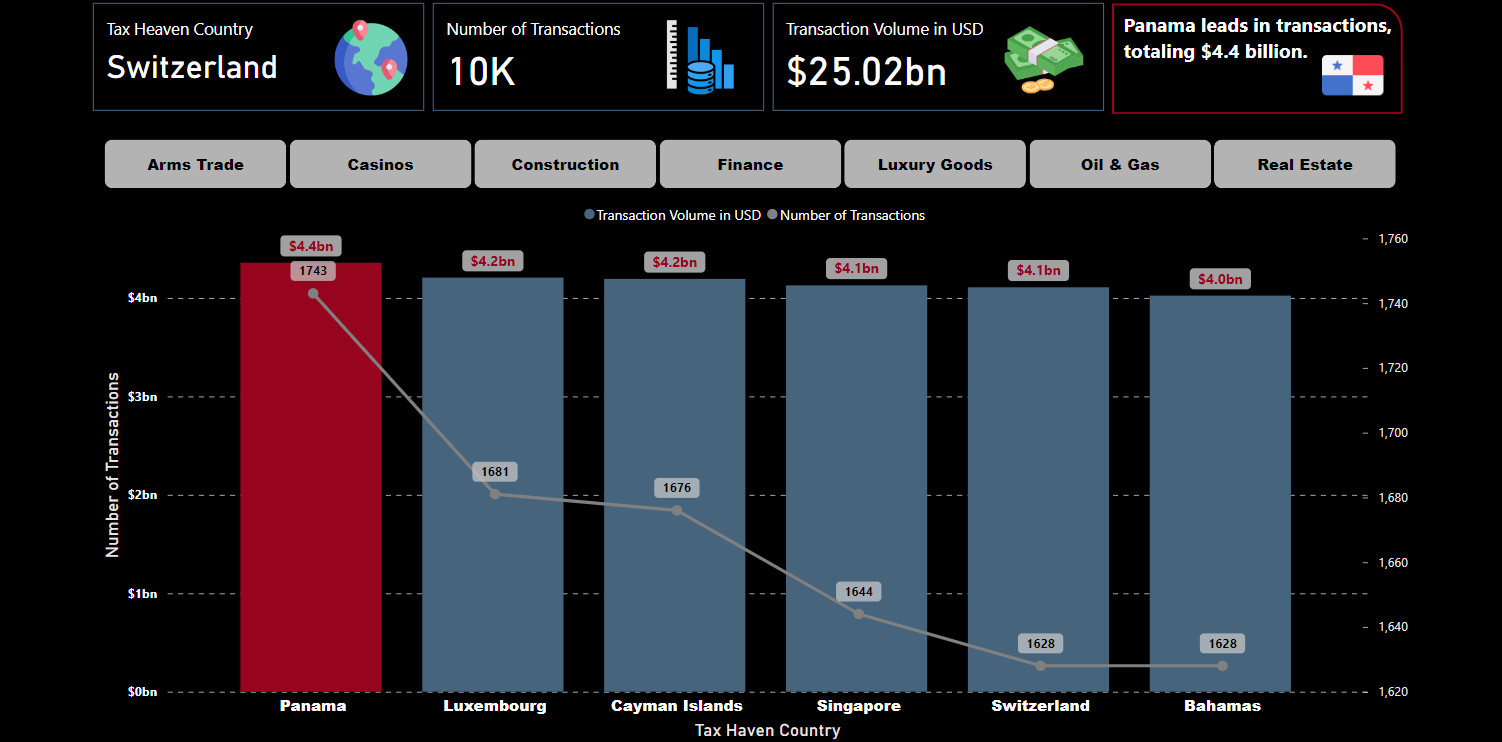 Tax Heaven Country
Switzerland
Number of Transactions
10K
Transaction Volume in USD
$25.02bn
Panama leads in transactions,
totaling $4.4 billion.
Arms Trade
Casinos
Construction
Finance
Luxury Goods
Oil & Gas
Real Estate
Transaction Volume in USD
Number of Transactions
Number of Transactions
$4bn
$3bn
$2bn
$1bn
$0bn
$4.4bn
$4.2bn
$4.2bn
$4.1bn
$4.1bn
$4.0bn
1743
1681
1676
1644
1628
1628
1,760
1,740
1,720
1,700
1,680
1,660
1,640
1,620
Panama
Luxembourg
Cayman Islands
Singapore
Switzerland
Bahamas
Tax Haven Country